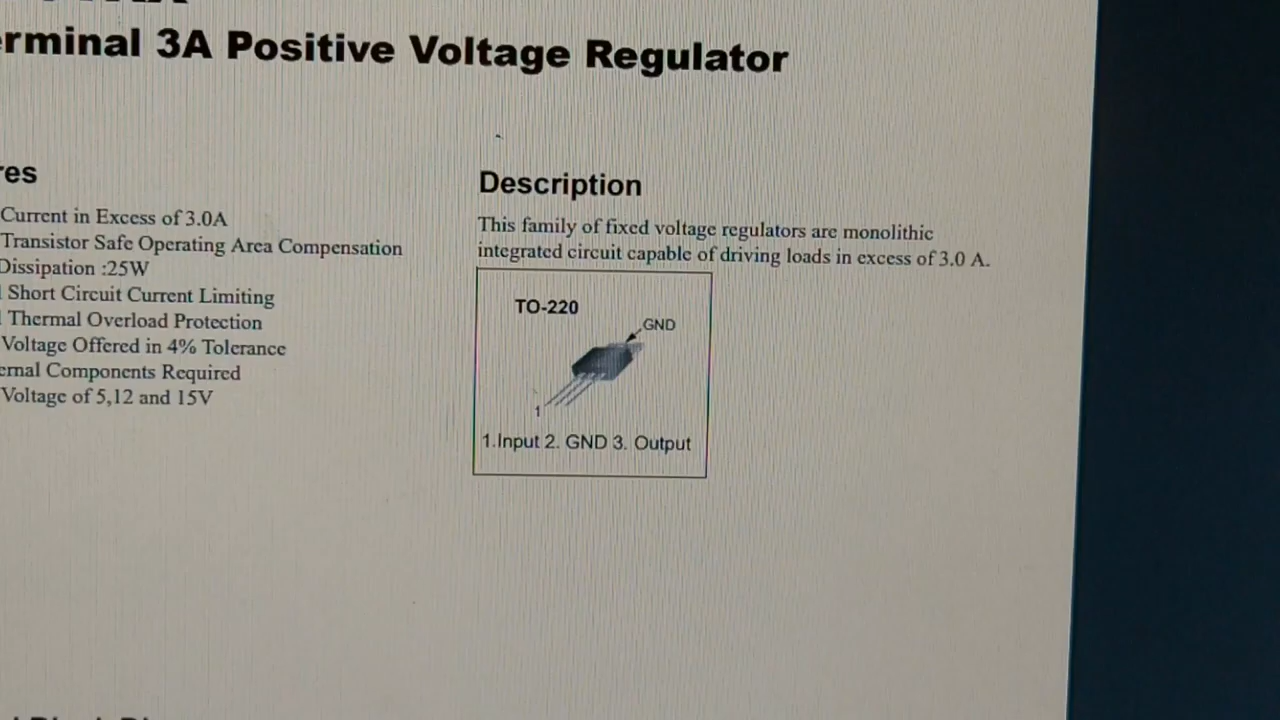 erminal 3A Positive Voltage Regulator
res
Current in Excess of 3.0A
Transistor Safe Operating Area Compensation
Dissipation :25W
Short Circuit Current Limiting
Thermal Overload Protection
Voltage Offered in 4% Tolerance
ernal Components Required
Voltage of 5,12 and 15V
Description
This family of fixed voltage regulators are monolithic
integrated circuit capable of driving loads in excess of 3.0 A.
TO-220
GND
1
1.Input 2. GND 3. Output